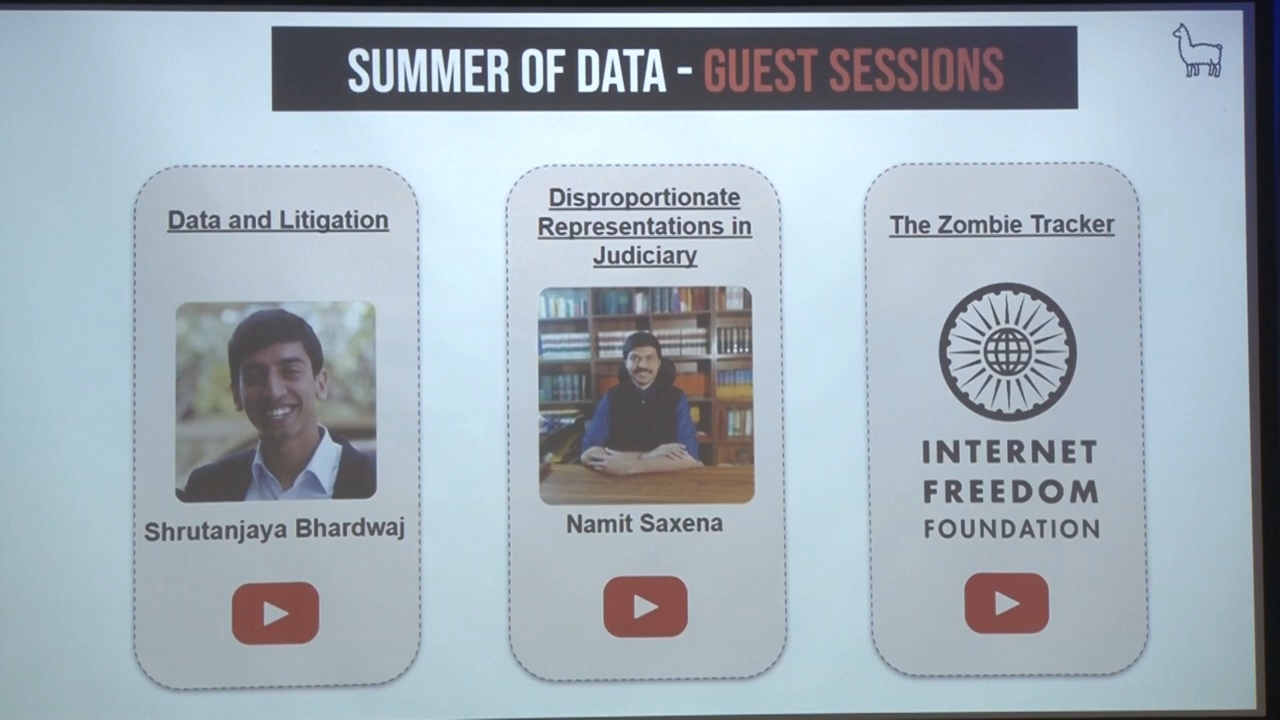 SUMMER OF DATA - GUEST SESSIONS
Data and Litigation
Shrutanjaya Bhardwaj
Disproportionate
Representations in
Judiciary
Namit Saxena
The Zombie Tracker
INTERNET
FREEDOM
FOUNDATION